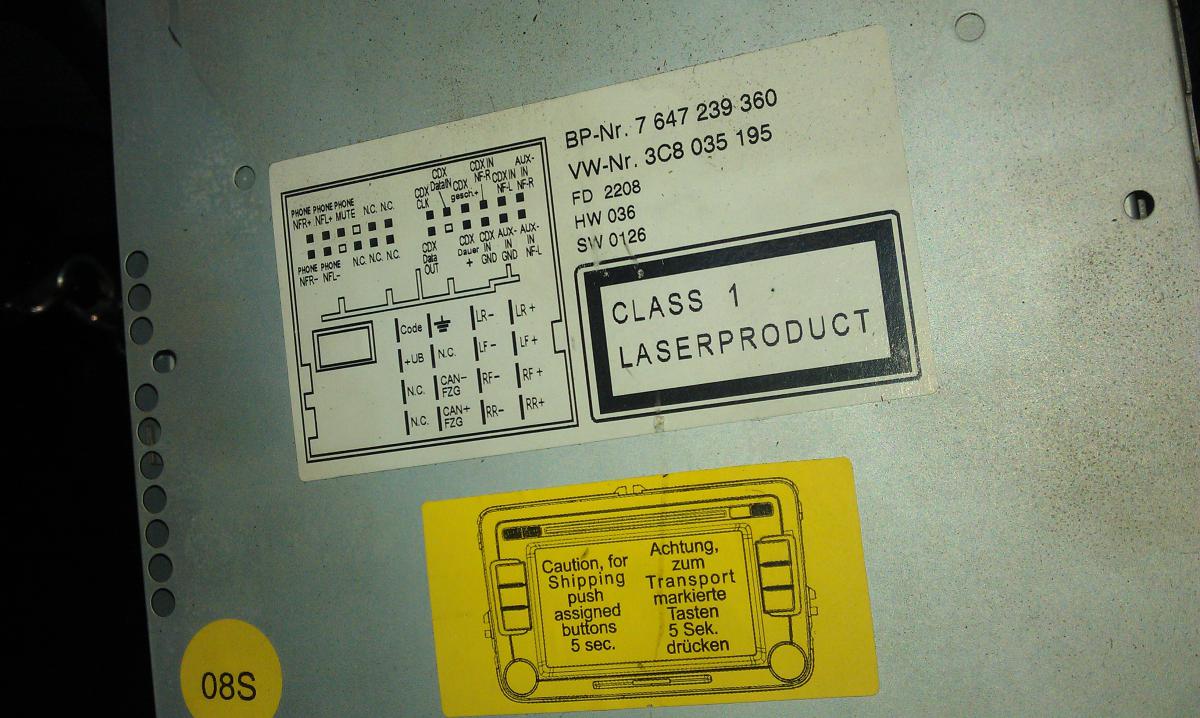 BP-Nr. 7 647 239 360
VW-Nr. 3C8 035 195
FD 2208
HW 036
SW 0126
CLASS 1
LASERPRODUCT
PHONE NFR+
PHONE NFL+
PHONE MUTE
N.C. N.C.
CDX CLK
CDX DataIN
CDX gesch.+
CDX IN NF-R
CDX IN NF-L
AUX-IN NF-R
PHONE NFR-
PHONE NFL-
N.C. N.C. N.C.
CDX Data OUT
CDX Dauer +
CDX IN GND
AUX-IN GND
AUX-IN NF-L
Code LR- LR+
+UB N.C. LF- LF+
N.C. CAN- FZG RF- RF+
N.C. CAN+ FZG RR- RR+
Caution, for
Shipping
push
assigned
buttons
5 sec.
Achtung,
zum
Transport
markierte
Tasten
5 Sek.
drücken
08S